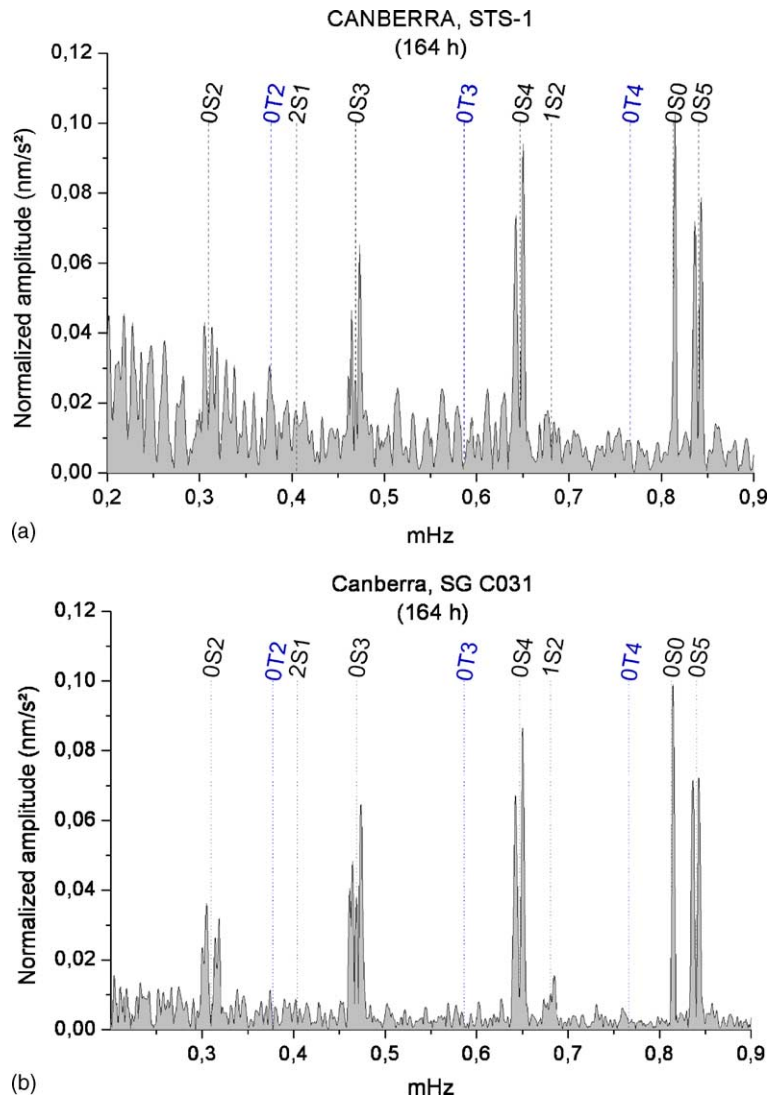 CANBERRA, STS-1
(164 h)
0,12
0,10
0,08
0,06
0,04
0,02
0,00
Normalized amplitude (nm/s²)
0S2
0T2
2S1
0S3
0T3
0S4
1S2
0T4
0S0
0S5
0,2
0,3
0,4
0,5
0,6
0,7
0,8
0,9
mHz
(a)
Canberra, SG C031
(164 h)
0,12
0,10
0,08
0,06
0,04
0,02
0,00
Normalized amplitude (nm/s²)
0S2
0T2
2S1
0S3
0T3
0S4
1S2
0T4
0S0
0S5
0,3
0,4
0,5
0,6
0,7
0,8
0,9
mHz
(b)